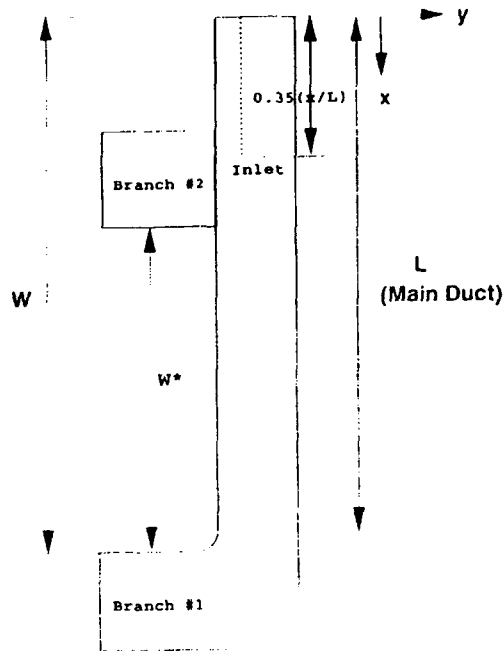 y
0.35(x/L)
x
Inlet
Branch #2
L
(Main Duct)
W
W*
Branch #1